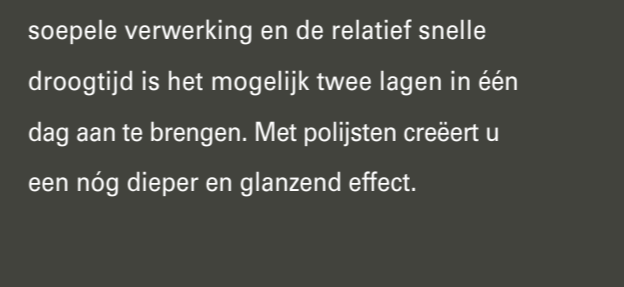 soepele verwerking en de relatief snelle
droogtijd is het mogelijk twee lagen in één
dag aan te brengen. Met polijsten creëert u
een nóg dieper en glanzend effect.